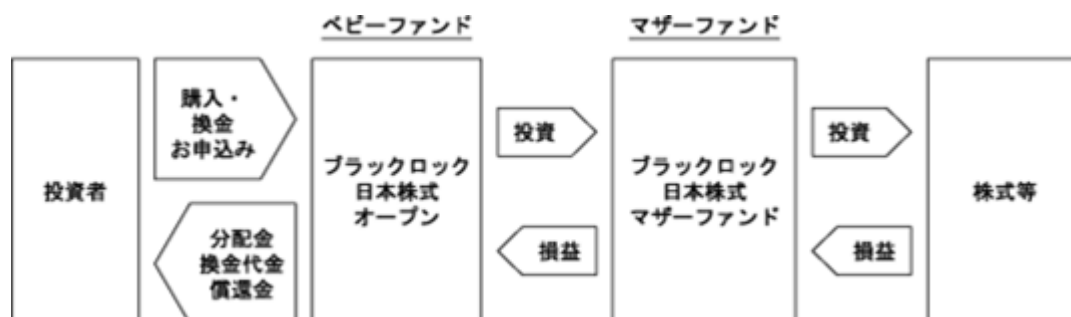 ベビーファンド
マザーファンド
投資者
購入・
換金
お申込み
分配金
換金代金
償還金
ブラックロック
日本株式
オープン
投資
損益
ブラックロック
日本株式
マザーファンド
投資
損益
株式等